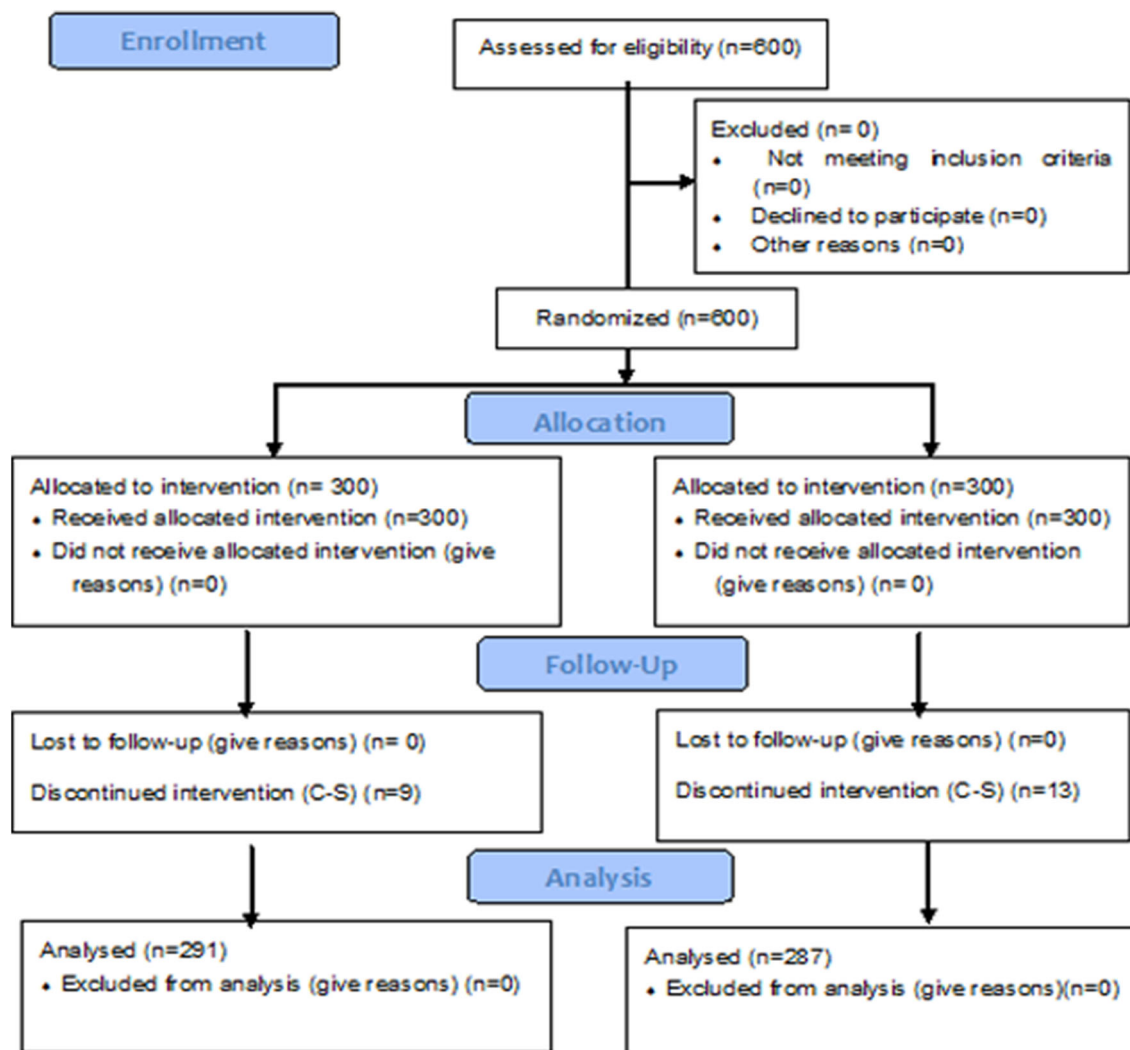 Enrollment
Assessed for eligibility (n=600)
Excluded (n= 0)
• Not meeting inclusion criteria
(n=0)
• Declined to participate (n=0)
• Other reasons (n=0)
Randomized (n=600)
Allocation
Allocated to intervention (n= 300)
• Received allocated intervention (n=300)
• Did not receive allocated intervention (give
reasons) (n=0)
Allocated to intervention (n=300)
• Received allocated intervention (n=300)
• Did not receive allocated intervention
(give reasons) (n= 0)
Follow-Up
Lost to follow-up (give reasons) (n= 0)
Discontinued intervention (C-S) (n=9)
Lost to follow-up (give reasons) (n=0)
Discontinued intervention (C-S) (n=13)
Analysis
Analysed (n=291)
• Excluded from analysis (give reasons) (n=0)
Analysed (n=287)
• Excluded from analysis (give reasons)(n=0)